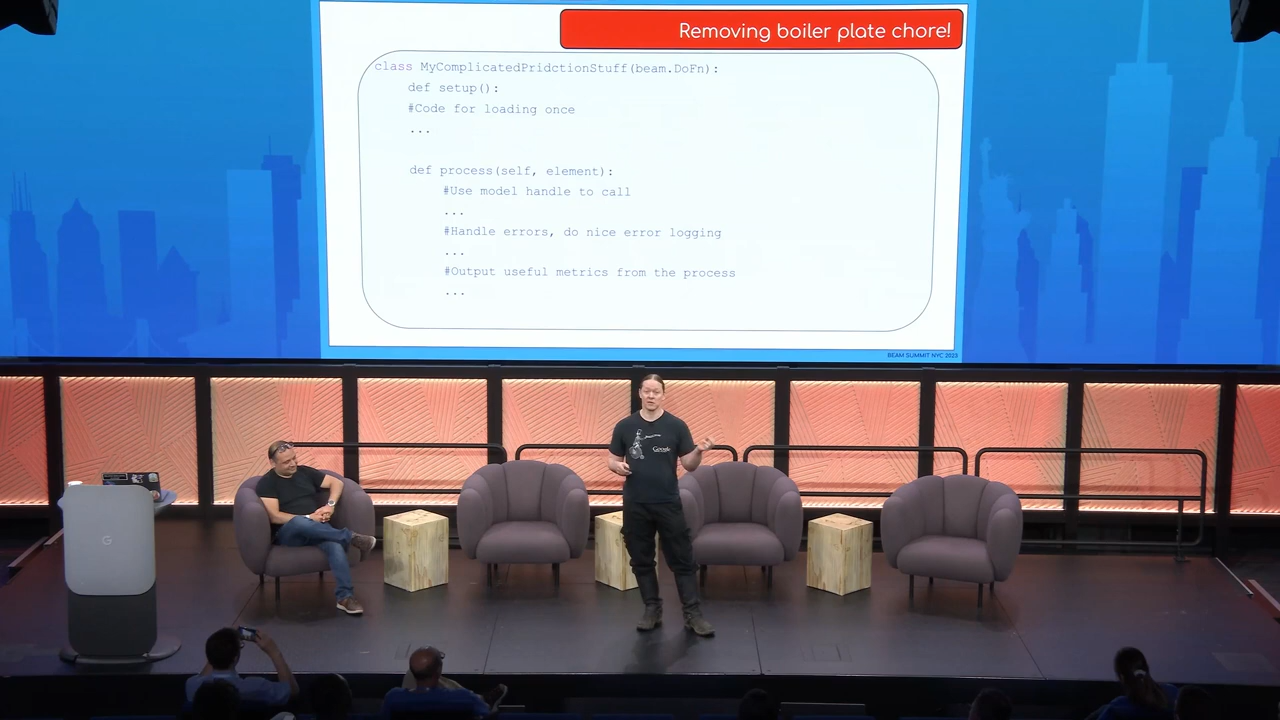 Removing boiler plate chore!
class MyComplicatedPridctionStuff(beam.DoFn):
def setup():
#Code for loading once
...
def process(self, element):
#Use model handle to call
...
#Handle errors, do nice error logging
...
#Output useful metrics from the process
...
BEAM SUMMIT NYC 2023
Google
G